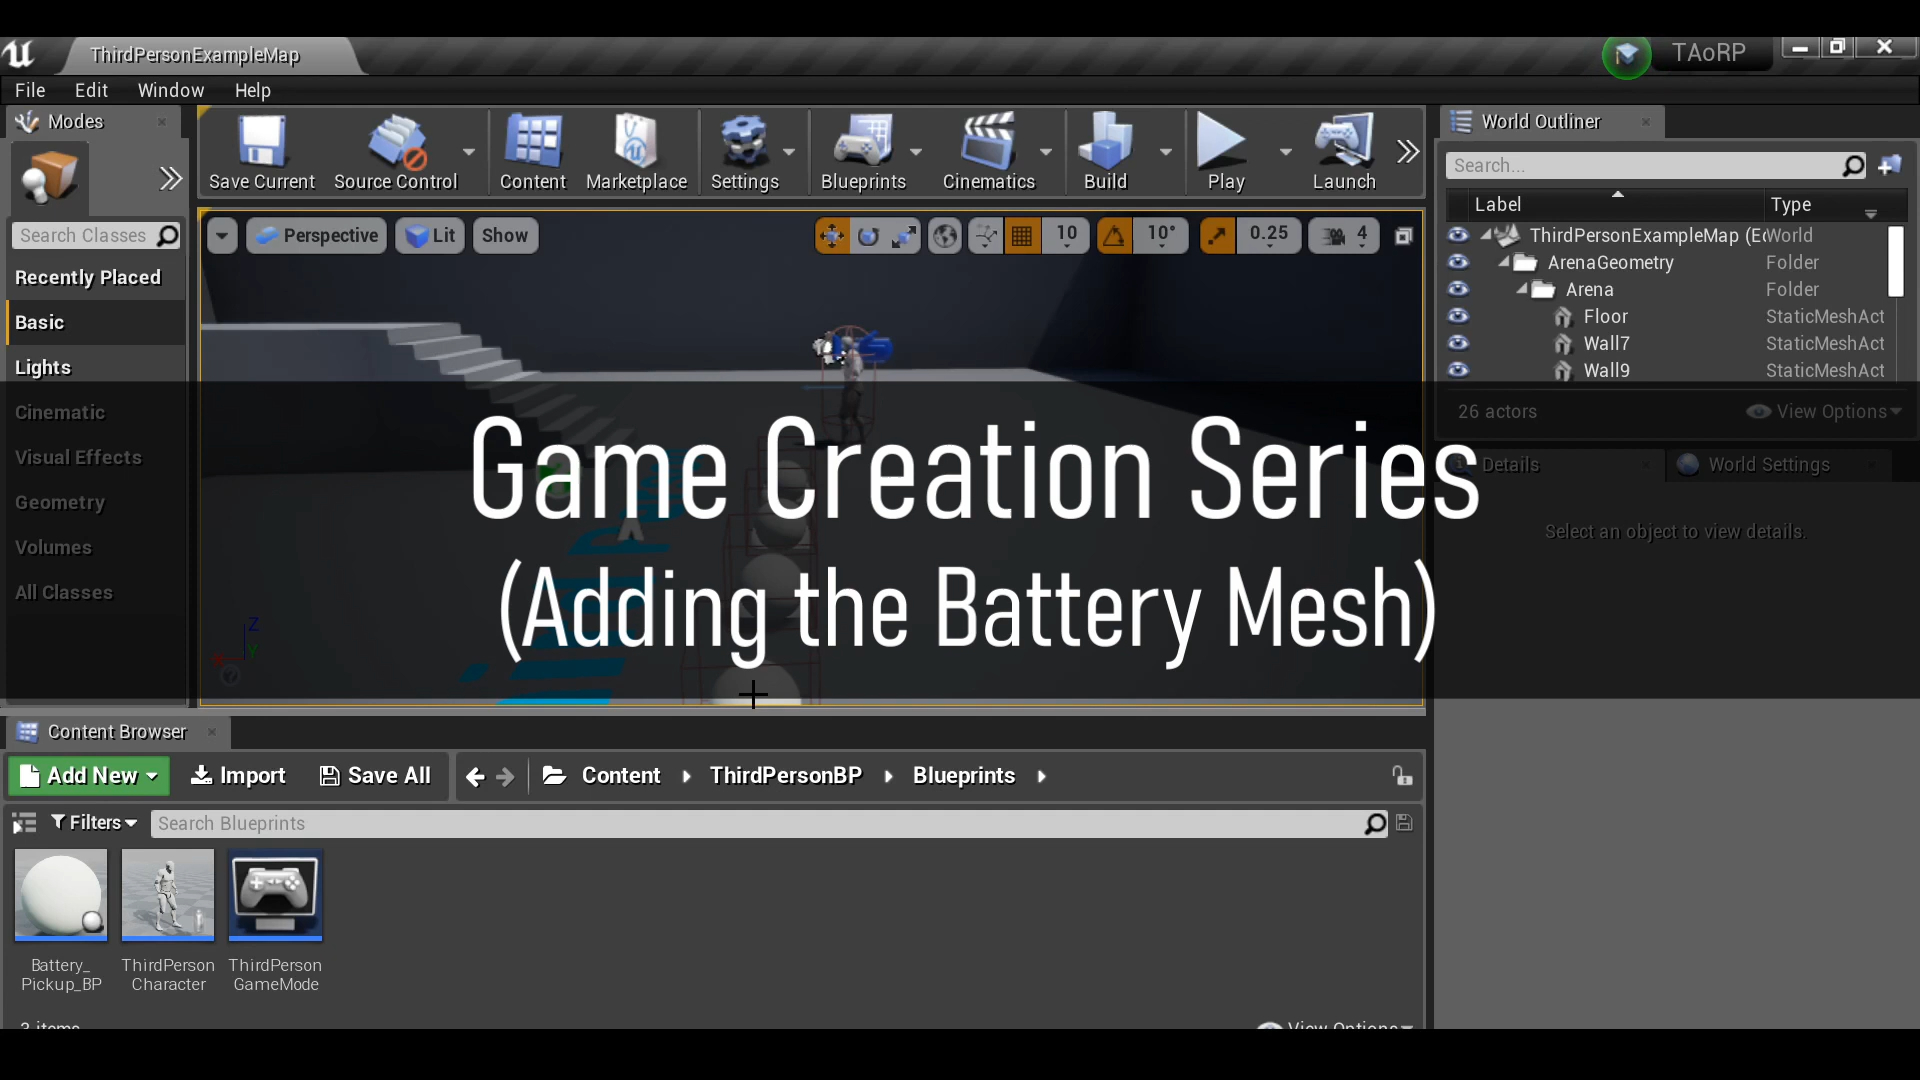 ThirdPersonExampleMap
TAoRP
File Edit Window Help
Modes
Save Current
Source Control
Content
Marketplace
Settings
Blueprints
Cinematics
Build
Play
Launch
World Outliner
Search...
Label Type
Search Classes
Perspective
Lit
Show
10
10°
0.25
4
ThirdPersonExampleMap (Ed World
ArenaGeometry Folder
Arena Folder
Floor StaticMeshAct
Wall7 StaticMeshAct
Wall9 StaticMeshAct
26 actors View Options
Recently Placed
Basic
Lights
Cinematic
Visual Effects
Geometry
Volumes
All Classes
Game Creation Series
(Adding the Battery Mesh)
Details
World Settings
Select an object to view details.
Z
Y
Content Browser
Add New Import Save All Content ThirdPersonBP Blueprints
Filters Search Blueprints
Battery_
Pickup_BP
ThirdPerson
Character
ThirdPerson
GameMode
3 items View Options